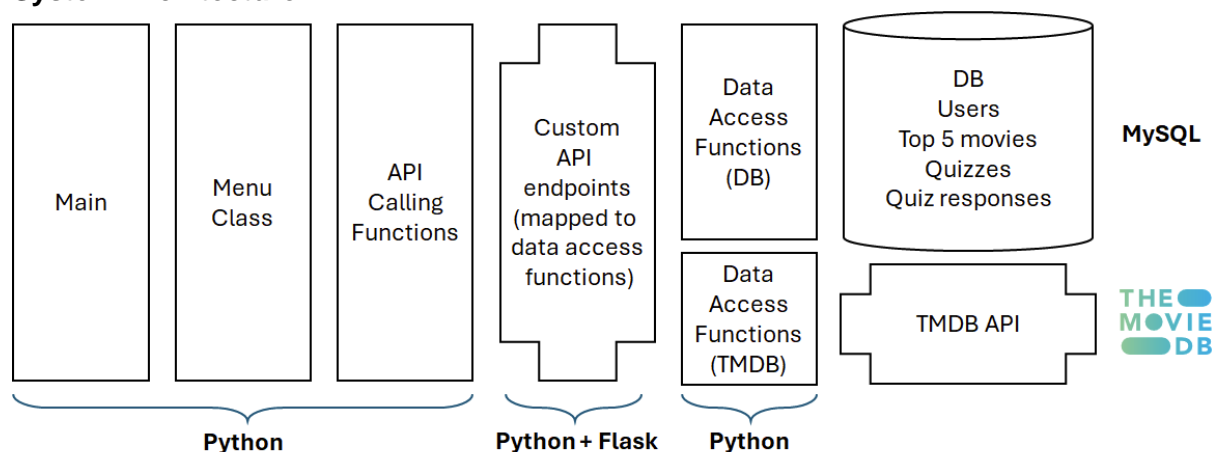 Main
Menu
Class
API
Calling
Functions
Custom
API
endpoints
(mapped to
data access
functions)
Data
Access
Functions
(DB)
Data
Access
Functions
(TMDB)
DB
Users
Top 5 movies
Quizzes
Quiz responses
MySQL
TMDB API
THE
MOVIE
DB
Python
Python + Flask
Python